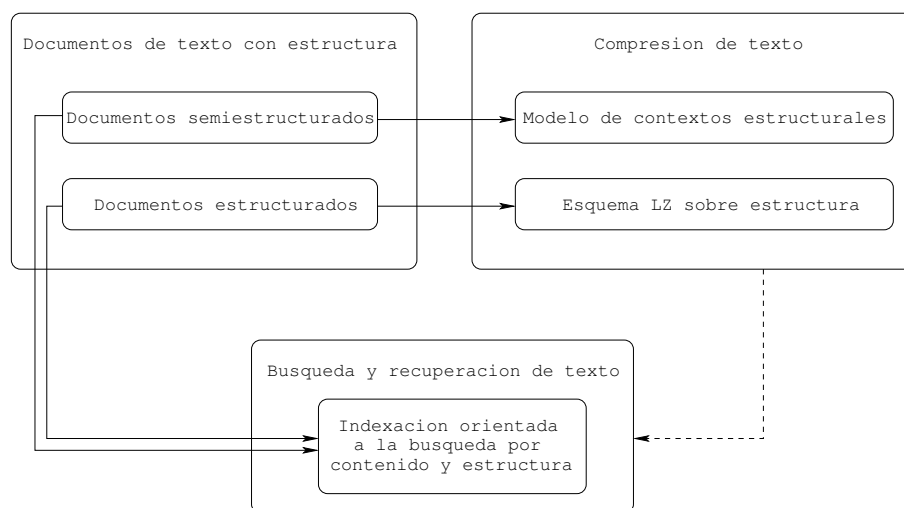 Documentos de texto con estructura
Documentos semiestructurados
Documentos estructurados
Compresion de texto
Modelo de contextos estructurales
Esquema LZ sobre estructura
Busqueda y recuperacion de texto
Indexacion orientada
a la busqueda por
contenido y estructura